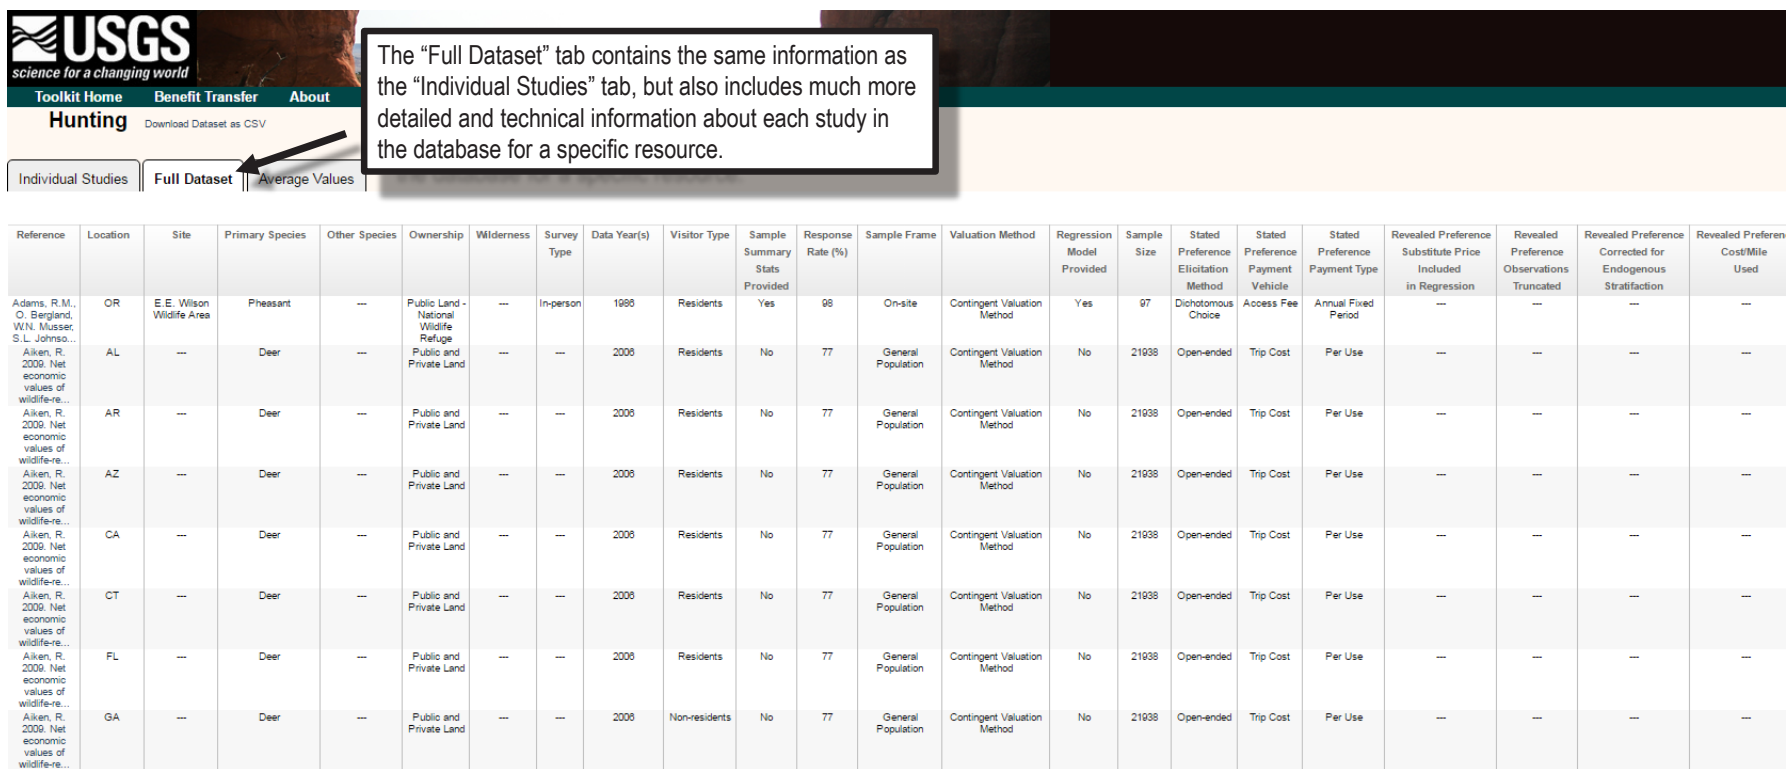 USGS
science for a changing world
The “Full Dataset” tab contains the same information as
the “Individual Studies” tab, but also includes much more
detailed and technical information about each study in
the database for a specific resource.
Toolkit Home Benefit Transfer About
Hunting Download Dataset as CSV
Individual Studies Full Dataset Average Values
Reference Location Site Primary Species Other Species Ownership Wilderness Survey Data Year(s) Visitor Type Sample Response Sample Frame Valuation Method Regression Sample Stated Stated Stated Revealed Preference Revealed Revealed Preference Revealed Preferenc
Type Summary Rate (%) Model Size Preference Preference Preference Substitute Price Preference Corrected for Cost/Mile
Stats Provided Elicitation Payment Payment Type Included Observations Endogenous Used
Provided Method Vehicle in Regression Truncated Stratifaction
Adams, R.M., OR E.E. Wilson Pheasant --- Public Land - --- In-person 1986 Residents Yes 98 On-site Contingent Valuation Yes 97 Dichotomous Access Fee Annual Fixed --- --- --- ---
O. Bergland, Wildlife Area National Method Choice Period
W.N. Musser, Wildlife
S.L. Johnso... Refuge
Aiken, R. AL --- Deer --- Public and --- --- 2006 Residents No 77 General Contingent Valuation No 21938 Open-ended Trip Cost Per Use --- --- --- ---
2009. Net Private Land Population Method
economic
values of
wildlife-re...
Aiken, R. AR --- Deer --- Public and --- --- 2006 Residents No 77 General Contingent Valuation No 21938 Open-ended Trip Cost Per Use --- --- --- ---
2009. Net Private Land Population Method
economic
values of
wildlife-re...
Aiken, R. AZ --- Deer --- Public and --- --- 2006 Residents No 77 General Contingent Valuation No 21938 Open-ended Trip Cost Per Use --- --- --- ---
2009. Net Private Land Population Method
economic
values of
wildlife-re...
Aiken, R. CA --- Deer --- Public and --- --- 2006 Residents No 77 General Contingent Valuation No 21938 Open-ended Trip Cost Per Use --- --- --- ---
2009. Net Private Land Population Method
economic
values of
wildlife-re...
Aiken, R. CT --- Deer --- Public and --- --- 2006 Residents No 77 General Contingent Valuation No 21938 Open-ended Trip Cost Per Use --- --- --- ---
2009. Net Private Land Population Method
economic
values of
wildlife-re...
Aiken, R. FL --- Deer --- Public and --- --- 2006 Residents No 77 General Contingent Valuation No 21938 Open-ended Trip Cost Per Use --- --- --- ---
2009. Net Private Land Population Method
economic
values of
wildlife-re...
Aiken, R. GA --- Deer --- Public and --- --- 2006 Non-residents No 77 General Contingent Valuation No 21938 Open-ended Trip Cost Per Use --- --- --- ---
2009. Net Private Land Population Method
economic
values of
wildlife-re...